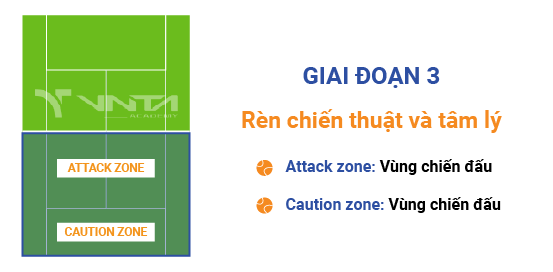 VNTA
ATTACK ZONE
CAUTION ZONE
GIAI ĐOẠN 3
Rèn chiến thuật và tâm lý
Attack zone: Vùng chiến đấu
Caution zone: Vùng chiến đấu